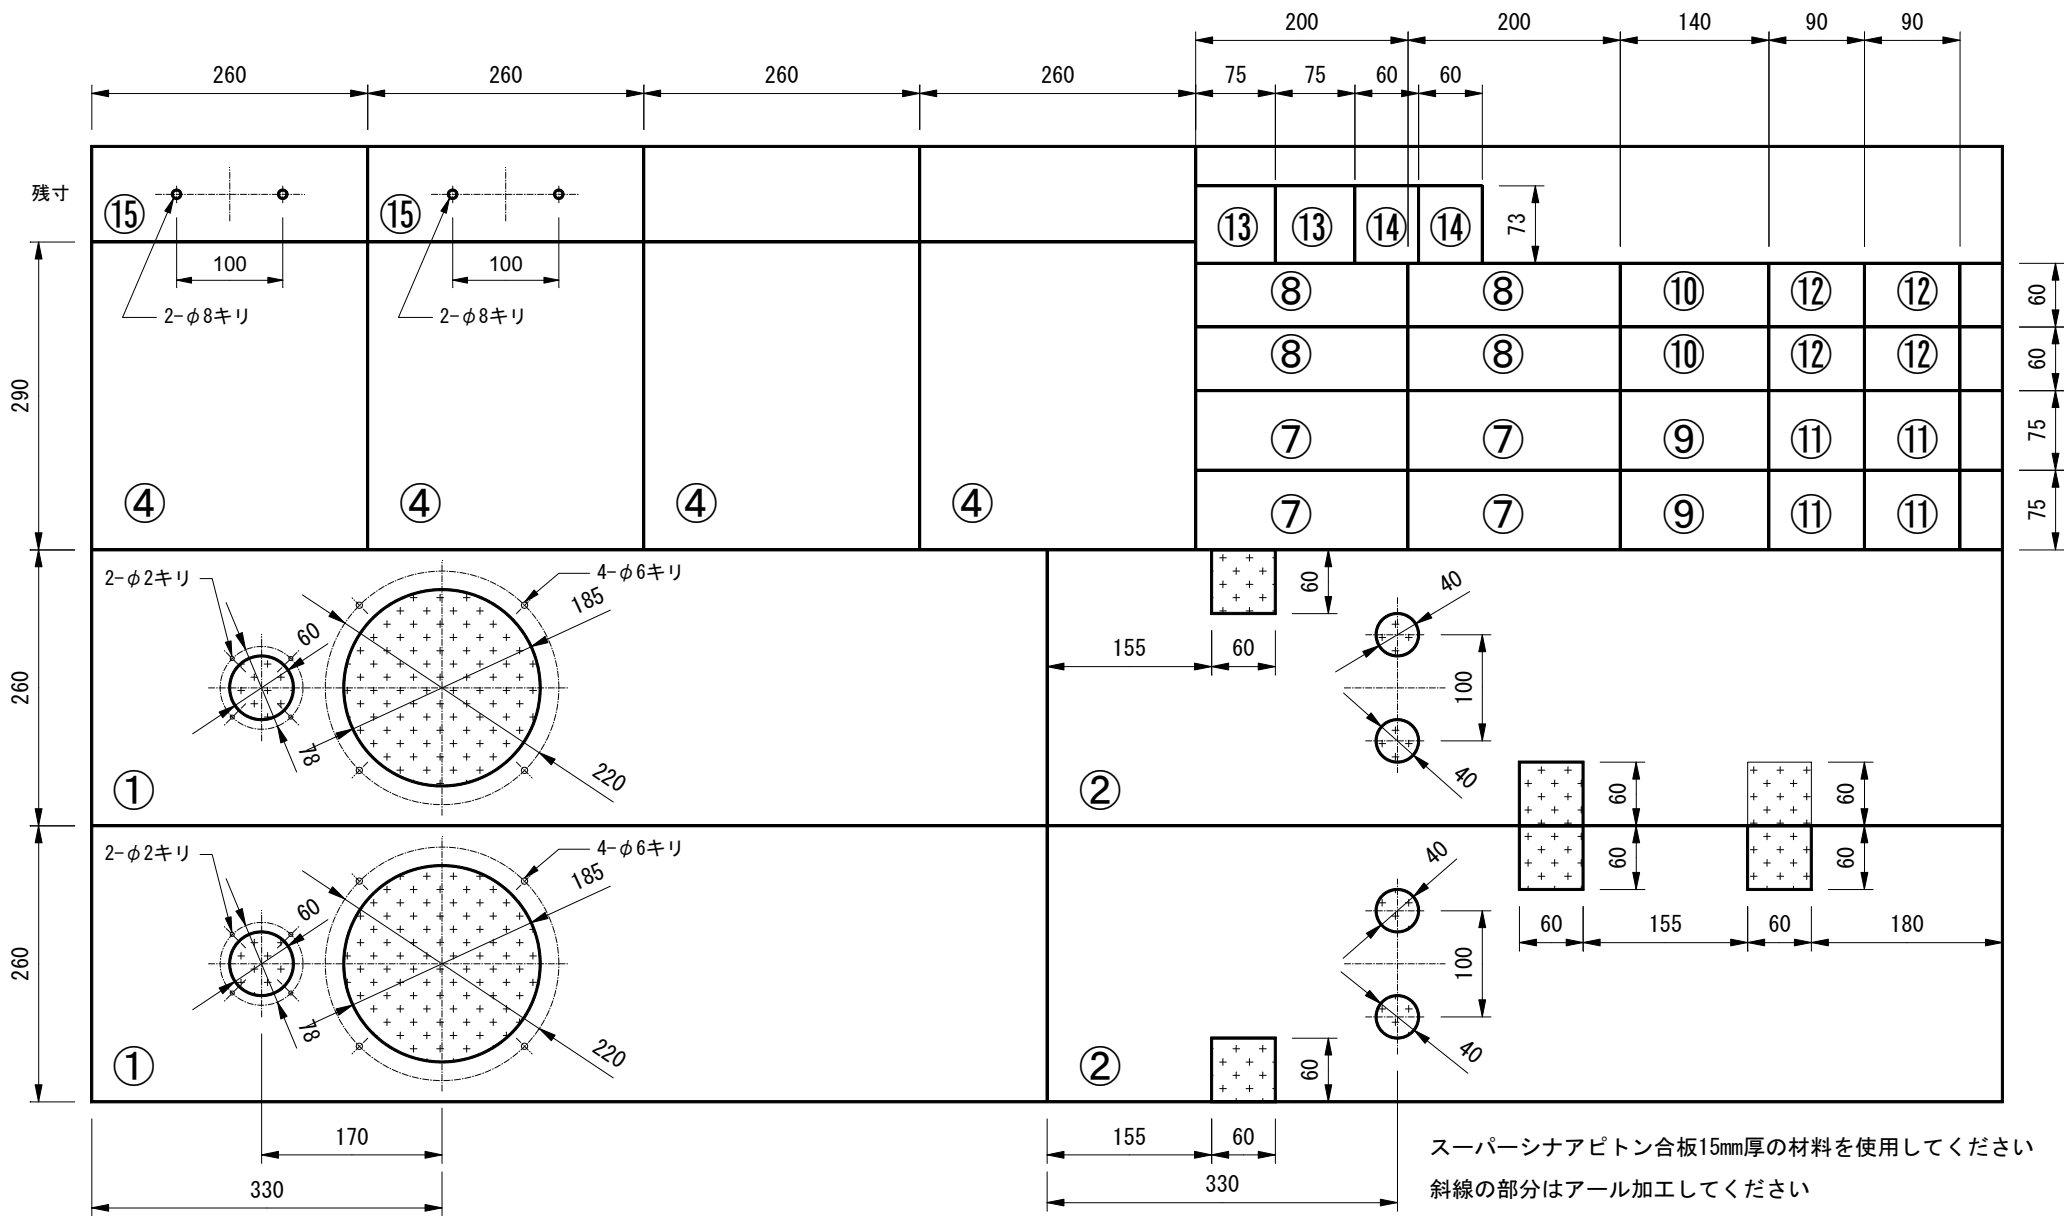 200 200 140 90 90
260 260 260 260 75 75 60 60
残寸
⑮ ⑮ ⑬ ⑬ ⑭ ⑭ 73
100 100
2-φ8キリ 2-φ8キリ
⑧ ⑧ ⑩ ⑫ ⑫ 60
⑧ ⑧ ⑩ ⑫ ⑫ 60
290
⑦ ⑦ ⑨ ⑪ ⑪ 75
④ ④ ④ ④ ⑦ ⑦ ⑨ ⑪ ⑪ 75
2-φ2キリ 4-φ6キリ
60 185 60 40
155 60
260 100
78 220 40
① ② 60 60
2-φ2キリ 4-φ6キリ
60 185 40 60 60
60 155 60 180
260 100
78 220 40
① ② 60
170 155 60
330 330
スーパーシナアピトン合板15mm厚の材料を使用してください
斜線の部分はアール加工してください